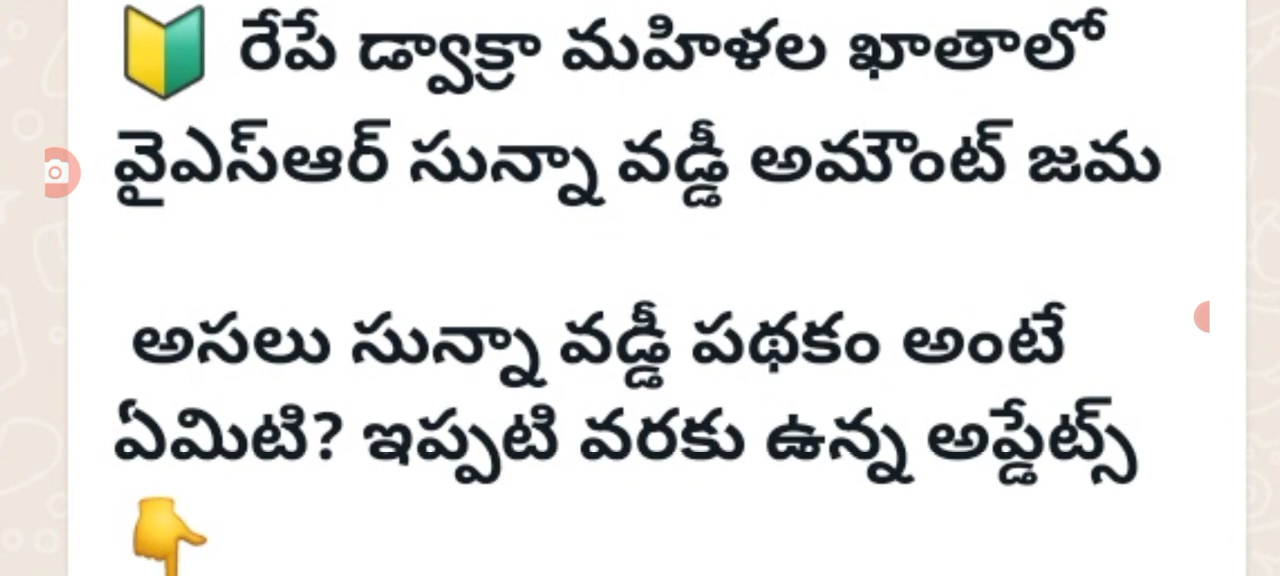 🔰 రేపే డ్వాక్రా మహిళల ఖాతాలో
వైఎస్ఆర్ సున్నా వడ్డీ అమౌంట్ జమ
అసలు సున్నా వడ్డీ పథకం అంటే
ఏమిటి? ఇప్పటి వరకు ఉన్న అప్డేట్స్
👇